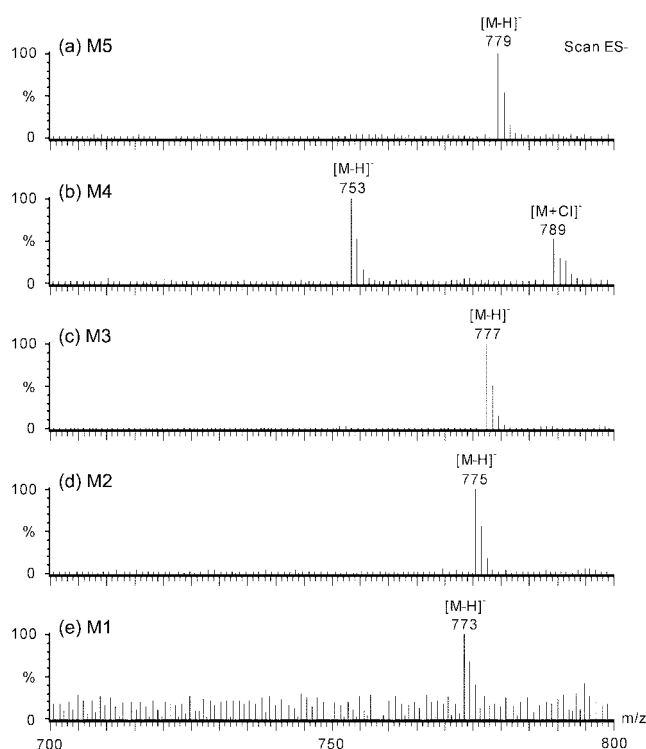 (a) M5
[M-H]⁻
779
Scan ES-
100
%
0
(b) M4
[M-H]⁻
753
[M+Cl]⁻
789
100
%
0
(c) M3
[M-H]⁻
777
100
%
0
(d) M2
[M-H]⁻
775
100
%
0
(e) M1
[M-H]⁻
773
100
%
0
m/z
700
750
800